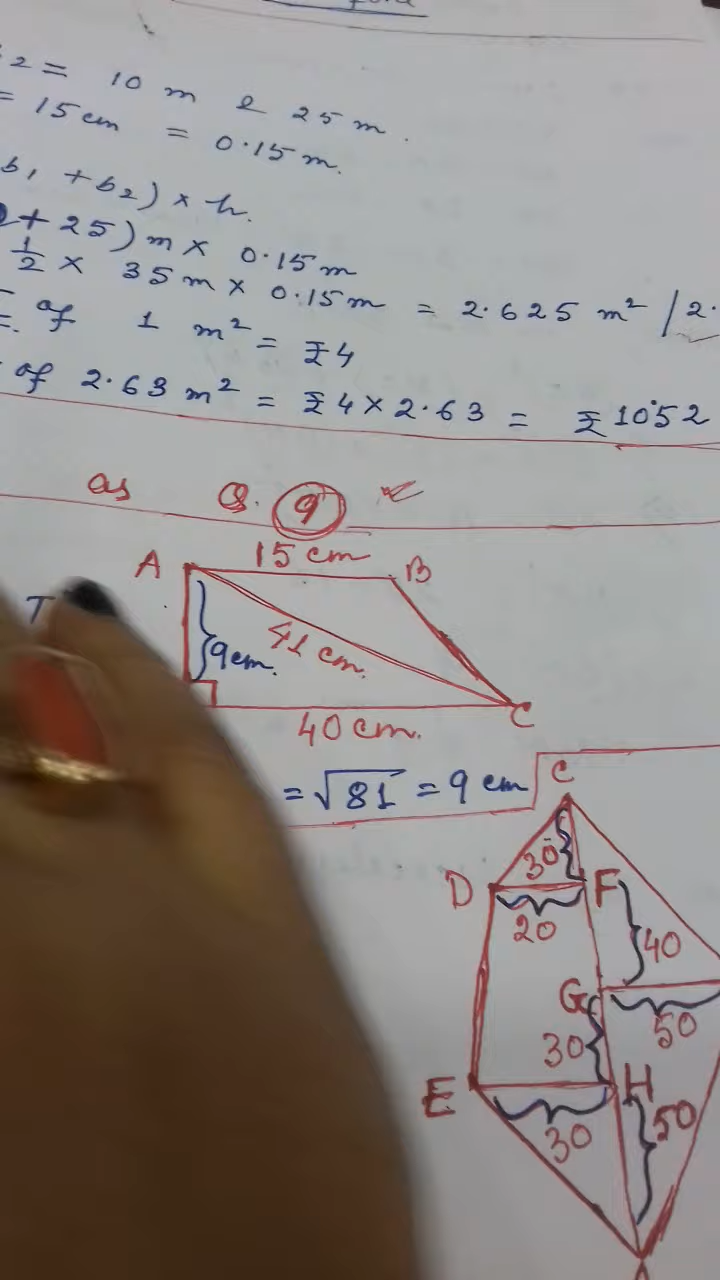 2 = 10 m & 25 m.
= 15 cm = 0.15 m.
b₁ + b₂) × h.
+ 25) m × 0.15 m
1/2 × 35 m × 0.15 m = 2.625 m² / 2.
of 1 m² = ₹4
of 2.63 m² = ₹4 × 2.63 = ₹10.52
as Q. 9
A 15 cm B
T
41 cm.
9 cm.
C
40 cm.
= √81 = 9 cm
C
30
D F
20 40
G
50
30
E H
30 50